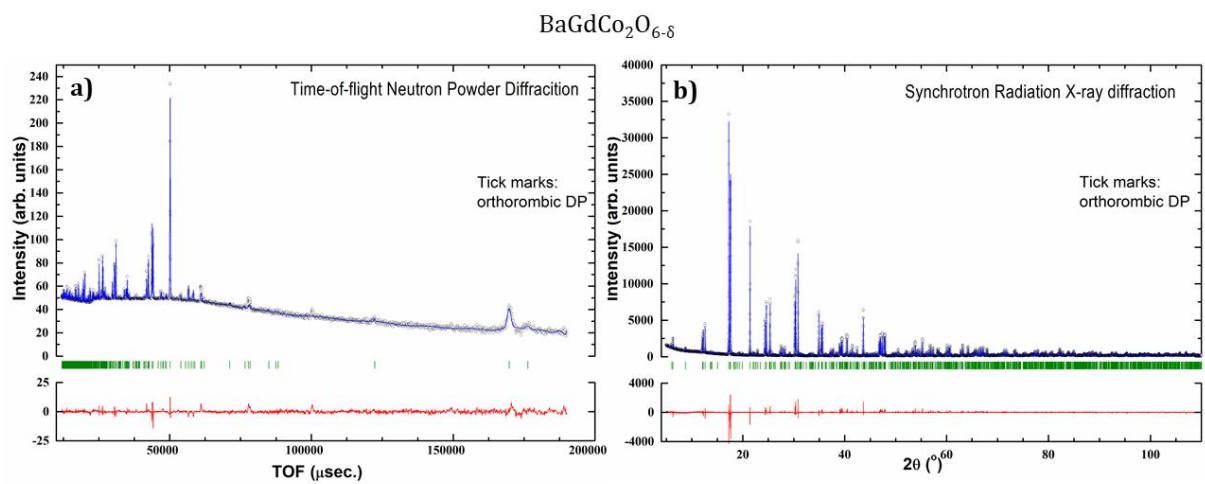 BaGdCo₂O₆₋δ
a)
Time-of-flight Neutron Powder Diffracition
Tick marks:
orthorombic DP
Intensity (arb. units)
240
220
200
180
160
140
120
100
80
60
40
20
0
25
0
-25
50000
100000
150000
200000
TOF (μsec.)
b)
Synchrotron Radiation X-ray diffraction
Tick marks:
orthorombic DP
Intensity (arb. units)
40000
35000
30000
25000
20000
15000
10000
5000
0
4000
0
-4000
20
40
60
80
100
2θ (°)